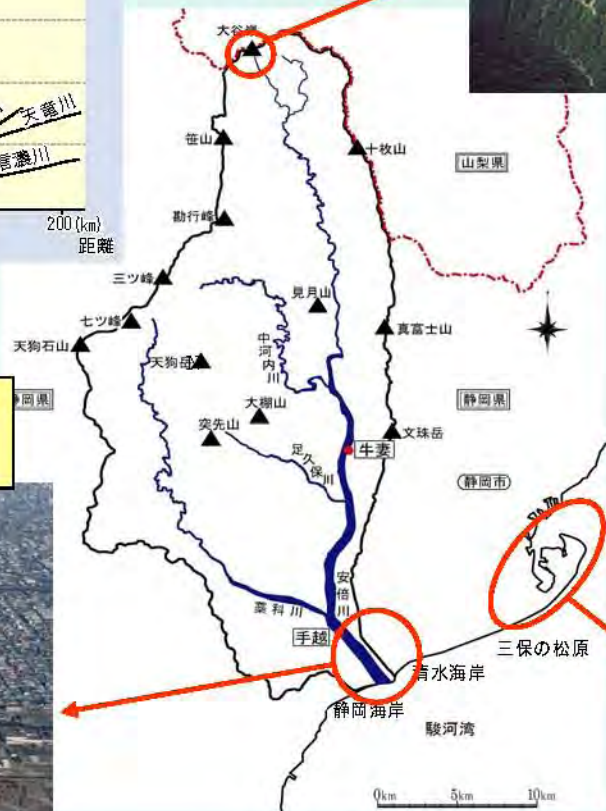 天竜川
信濃川
200(km)
距離
大谷嶺
笹山
十枚山
山梨県
勘行峰
三ツ峰
見月山
七ツ峰
真富士山
天狗石山
天狗岳
中河内川
静岡県
大棚山
静岡県
突先山
文珠岳
足久保川
牛妻
静岡市
安倍川
藁科川
手越
三保の松原
清水海岸
静岡海岸
駿河湾
0km 5km 10km